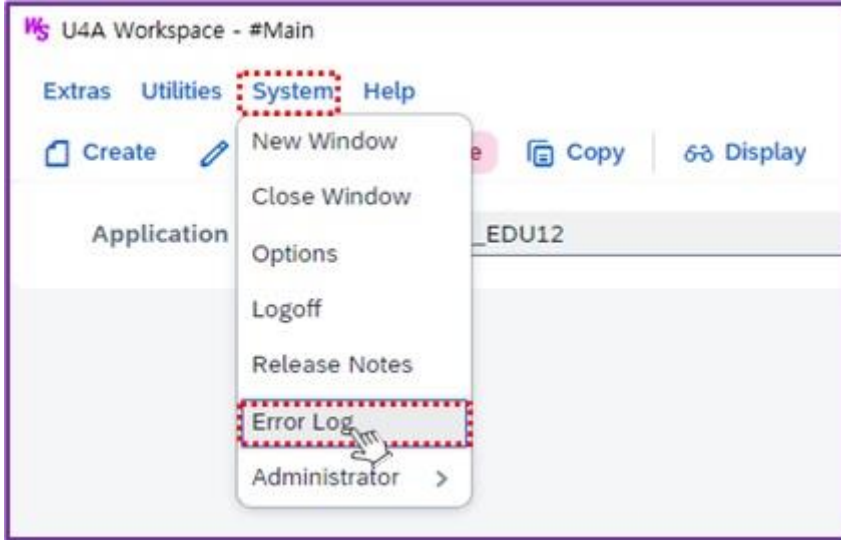 WS U4A Workspace - #Main
Extras Utilities System Help
Create Copy Display
New Window
Close Window
Application _EDU12
Options
Logoff
Release Notes
Error Log
Administrator >